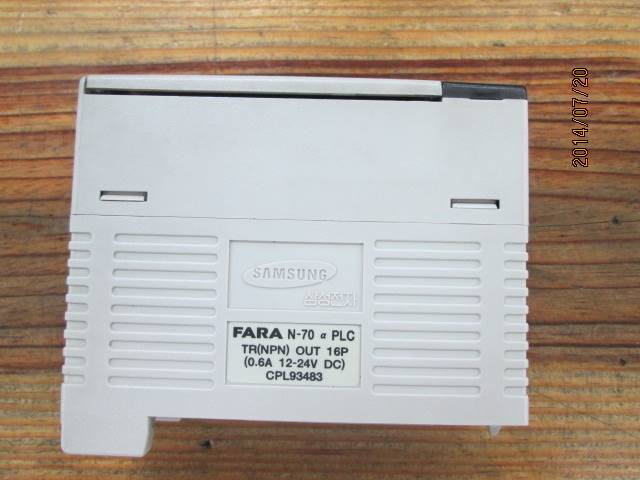 2014/07/20
SAMSUNG
삼성전자
FARA N-70 α PLC
TR(NPN) OUT 16P
(0.6A 12-24V DC)
CPL93483